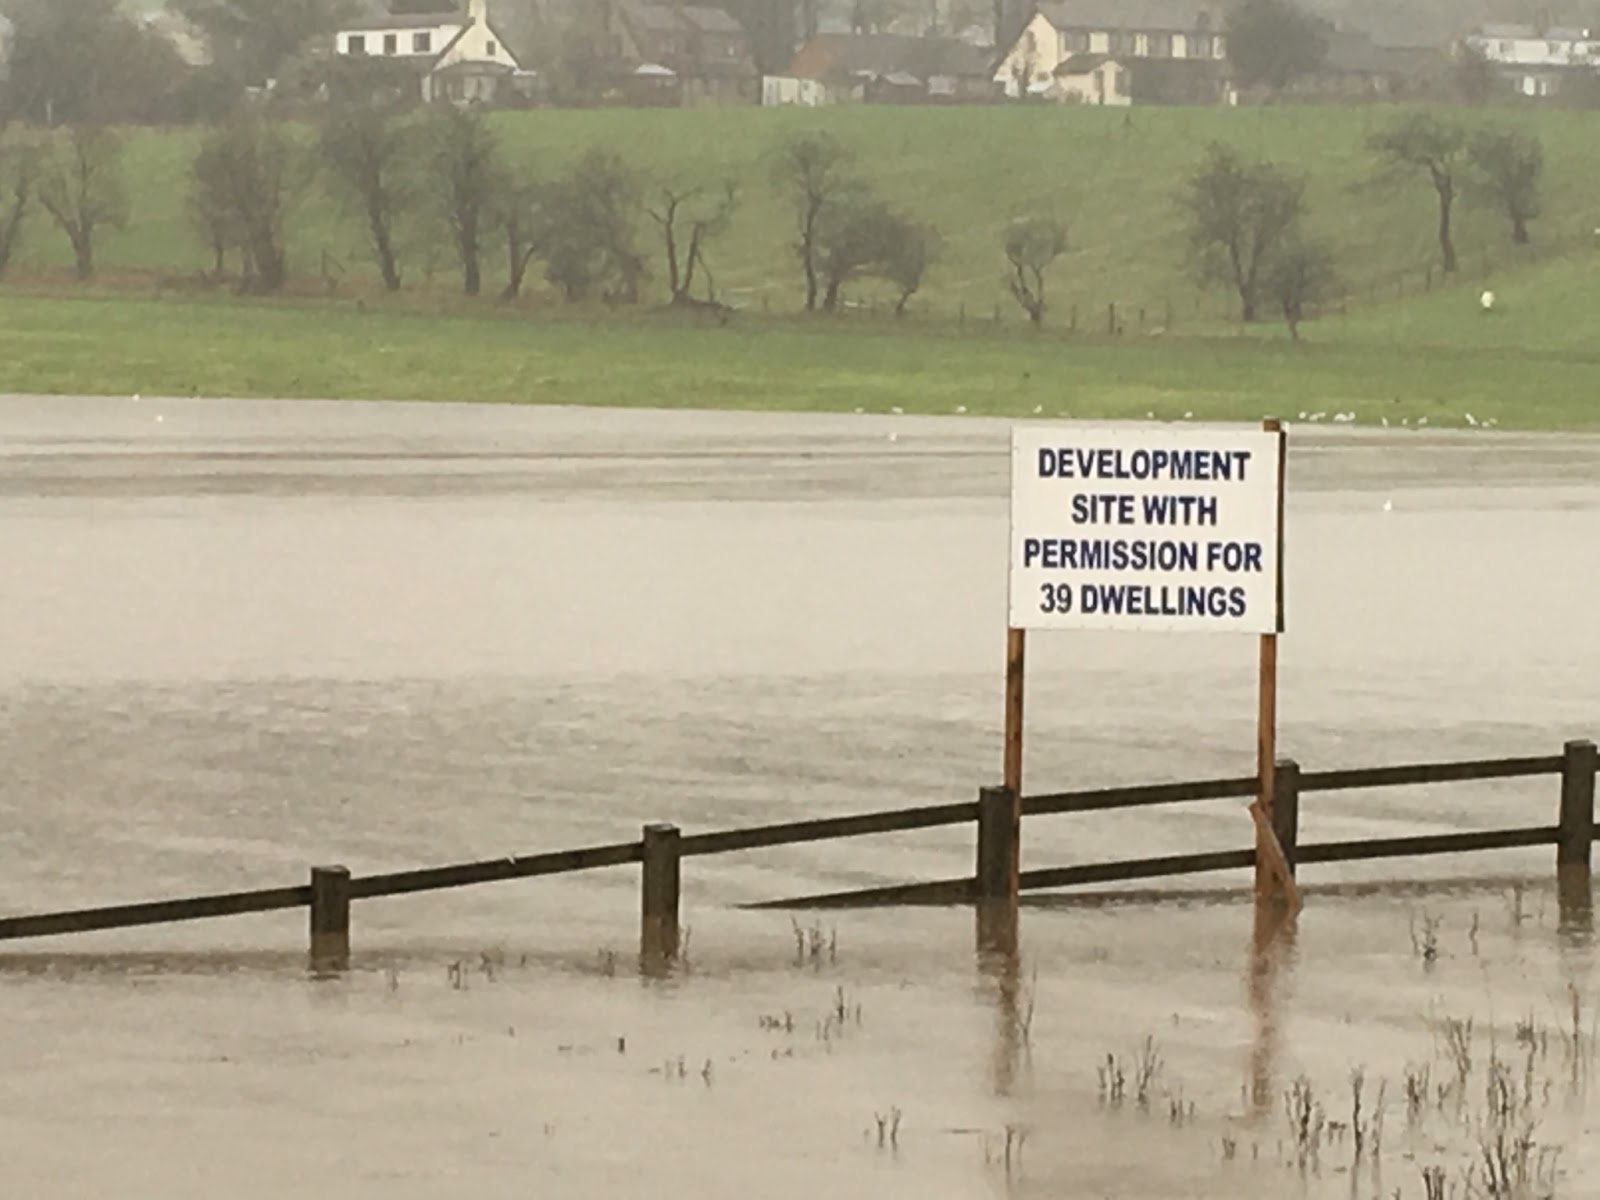 DEVELOPMENT
SITE WITH
PERMISSION FOR
39 DWELLINGS